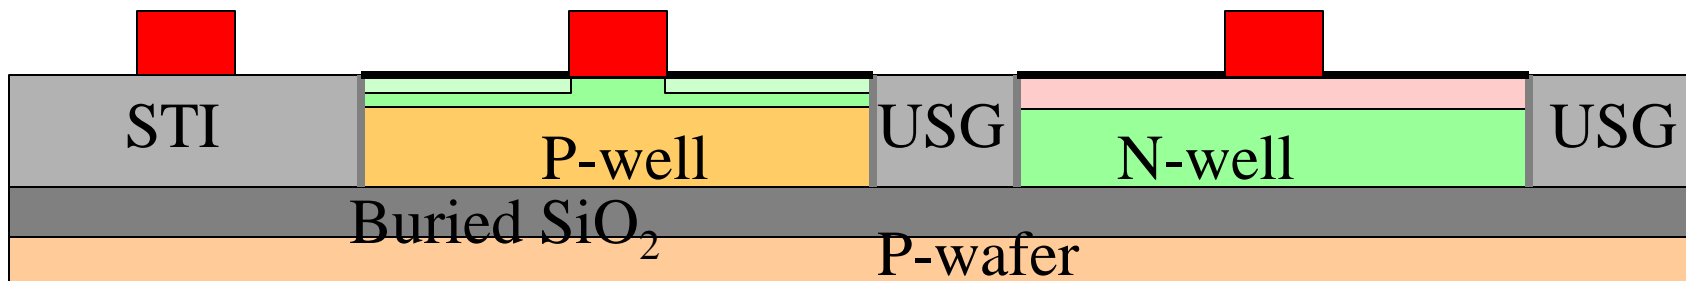 STI
P-well
USG
N-well
USG
Buried SiO₂
P-wafer